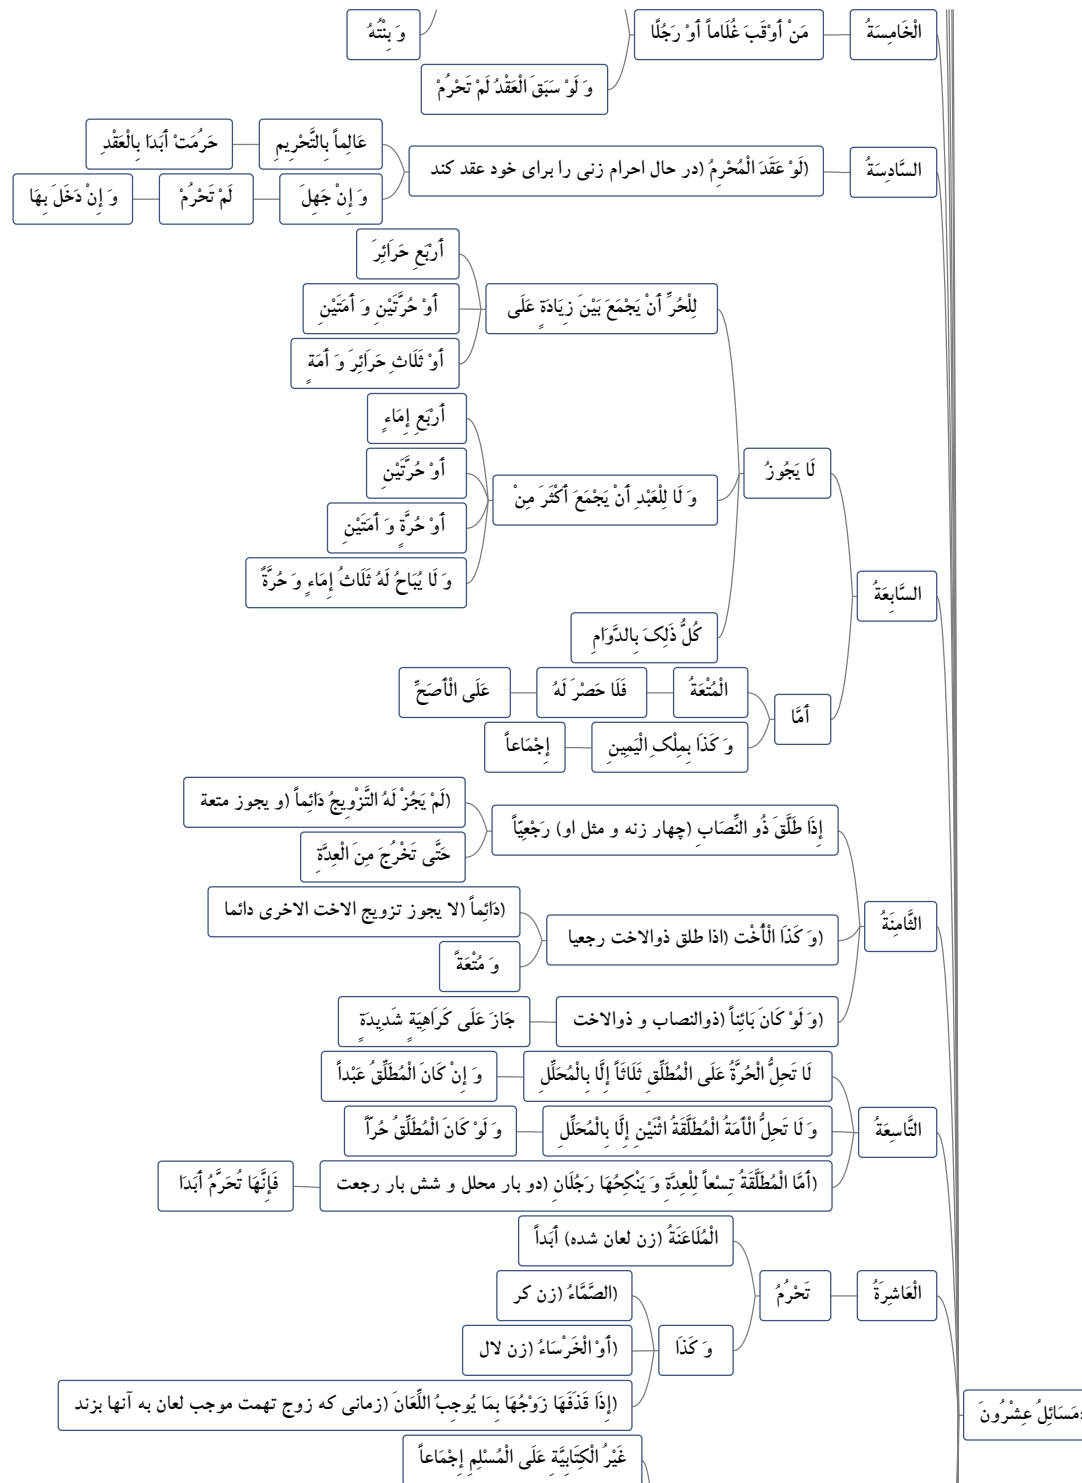 الْخَامِسَةُ
مَنْ أَوْقَبَ غُلَاماً أَوْ رَجُلًا
وَ بِنْتُهُ
وَ لَوْ سَبَقَ الْعَقْدُ لَمْ تَحْرُمْ
السَّادِسَةُ
(لَوْ عَقَدَ الْمُحْرِمُ (در حال احرام زنی را برای خود عقد کند
عَالِماً بِالتَّحْرِيمِ
حَرُمَتْ أَبَدَا بِالْعَقْدِ
وَ إِنْ جَهِلَ
لَمْ تَحْرُمْ
وَ إِنْ دَخَلَ بِهَا
السَّابِعَةُ
لَا يَجُوزُ
لِلْحُرِّ أَنْ يَجْمَعَ بَيْنَ زِيَادَةٍ عَلَى
أَرْبَعِ حَرَائِرَ
أَوْ حُرَّتَيْنِ وَ أَمَتَيْنِ
أَوْ ثَلَاثِ حَرَائِرَ وَ أَمَةٍ
وَ لَا لِلْعَبْدِ أَنْ يَجْمَعَ أَكْثَرَ مِنْ
أَرْبَعِ إِمَاءٍ
أَوْ حُرَّتَيْنِ
أَوْ حُرَّةٍ وَ أَمَتَيْنِ
وَ لَا يُبَاحُ لَهُ ثَلَاثُ إِمَاءٍ وَ حُرَّةٌ
كُلُّ ذَلِکَ بِالدَّوَامِ
أَمَّا
الْمُتْعَةُ
فَلَا حَصْرَ لَهُ
عَلَى الْأَصَحِّ
وَ كَذَا بِمِلْکِ الْيَمِينِ
إِجْمَاعاً
الثَّامِنَةُ
إِذَا طَلَّقَ ذُو النِّصَابِ (چهار زنه و مثل او) رَجْعِيّاً
(لَمْ يَجُزْ لَهُ التَّزْوِيجُ دَائِماً (و يجوز متعة
حَتَّى تَخْرُجَ مِنَ الْعِدَّةِ
(وَ كَذَا الْأُخْت (اذا طلق ذوالاخت رجعيا
(دَائِماً (لا يجوز تزويج الاخت الاخرى دائما
وَ مُتْعَةً
(وَ لَوْ كَانَ بَائِناً (ذوالنصاب و ذوالاخت
جَازَ عَلَى كَرَاهِيَةٍ شَدِيدَةٍ
التَّاسِعَةُ
لَا تَحِلُّ الْحُرَّةُ عَلَى الْمُطَلِّقِ ثَلَاثَاً إِلَّا بِالْمُحَلِّلِ
وَ إِنْ كَانَ الْمُطَلِّقُ عَبْداً
وَ لَا تَحِلُّ الْأَمَةُ الْمُطَلَّقَةُ اثْنَيْنِ إِلَّا بِالْمُحَلِّلِ
وَ لَوْ كَانَ الْمُطَلِّقُ حُرّاً
(أَمَّا الْمُطَلَّقَةُ تِسْعاً لِلْعِدَّةِ وَ يَنْكِحُهَا رَجُلَانِ (دو بار محلل و شش بار رجعت
فَإِنَّهَا تُحَرَّمُ أَبَدَا
الْعَاشِرَةُ
تَحْرُمُ
الْمُلَاعَنَةُ (زن لعان شده) أَبَداً
وَ كَذَا
(الصَّمَّاءُ (زن کر
(أَوْ الْخَرْسَاءُ (زن لال
(إِذَا قَذَفَهَا زَوْجُهَا بِمَا يُوجِبُ اللِّعَانَ (زمانی که زوج تهمت موجب لعان به آنها بزند
مَسَائِلُ عِشْرُونَ
غَيْرُ الْكِتَابِيَّةِ عَلَى الْمُسْلِمِ إِجْمَاعاً